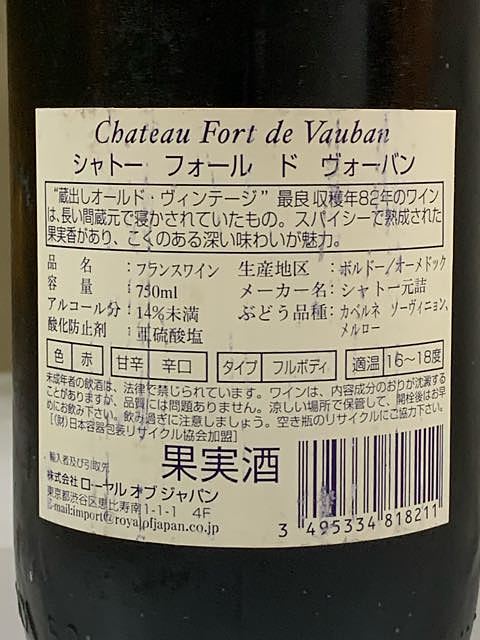 Chateau Fort de Vauban
シャトー フォール ド ヴォーバン
“蔵出しオールド・ヴィンテージ” 最良収穫年82年のワイン
は、長い間蔵元で寝かされていたもの。スパイシーで熟成された
果実香があり、こくのある深い味わいが魅力。
品名:フランスワイン 生産地区:ボルドー/オーメドック
容量:750ml メーカー名:シャトー元詰
アルコール分:14%未満 ぶどう品種:カベルネ ソーヴィニョン、
酸化防止剤:亜硫酸塩 メルロー
色 赤 甘辛 辛口 タイプ フルボディ 適温 16~18度
未成年者の飲酒は、法律で禁じられています。ワインは、内容成分のおりが沈澱する
ことがありますが、品質には問題ありません。涼しい場所で保管して、開栓後はお早
めにお飲み下さい。飲み過ぎに注意しましょう。空き瓶のリサイクルにご協力下さい。
[(財)日本容器包装リサイクル協会加盟]
果実酒
輸入者及び引取先
株式会社 ローヤル オブ ジャパン
東京都渋谷区恵比寿南1-1-1 4F
E-mail:import@royalofjapan.co.jp
3 495334 818211